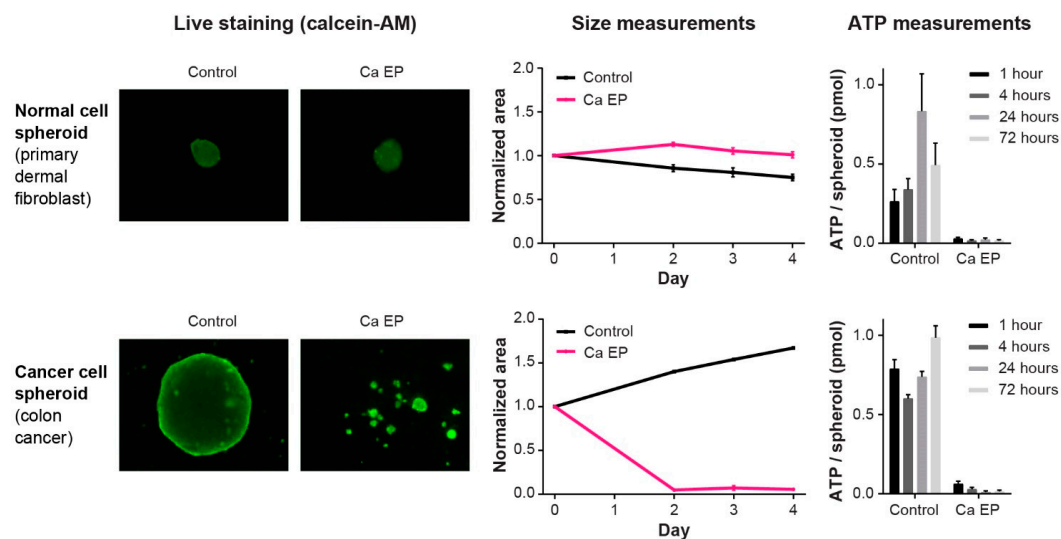 Live staining (calcein-AM)
Size measurements
ATP measurements
Normal cell
spheroid
(primary
dermal
fibroblast)
Control
Ca EP
Normalized area
2.0
1.5
1.0
0.5
0.0
Control
Ca EP
0 1 2 3 4
Day
ATP / spheroid (pmol)
1.0
0.5
0.0
1 hour
4 hours
24 hours
72 hours
Control Ca EP
Cancer cell
spheroid
(colon
cancer)
Control
Ca EP
Normalized area
2.0
1.5
1.0
0.5
0.0
Control
Ca EP
0 1 2 3 4
Day
ATP / spheroid (pmol)
1.0
0.5
0.0
1 hour
4 hours
24 hours
72 hours
Control Ca EP